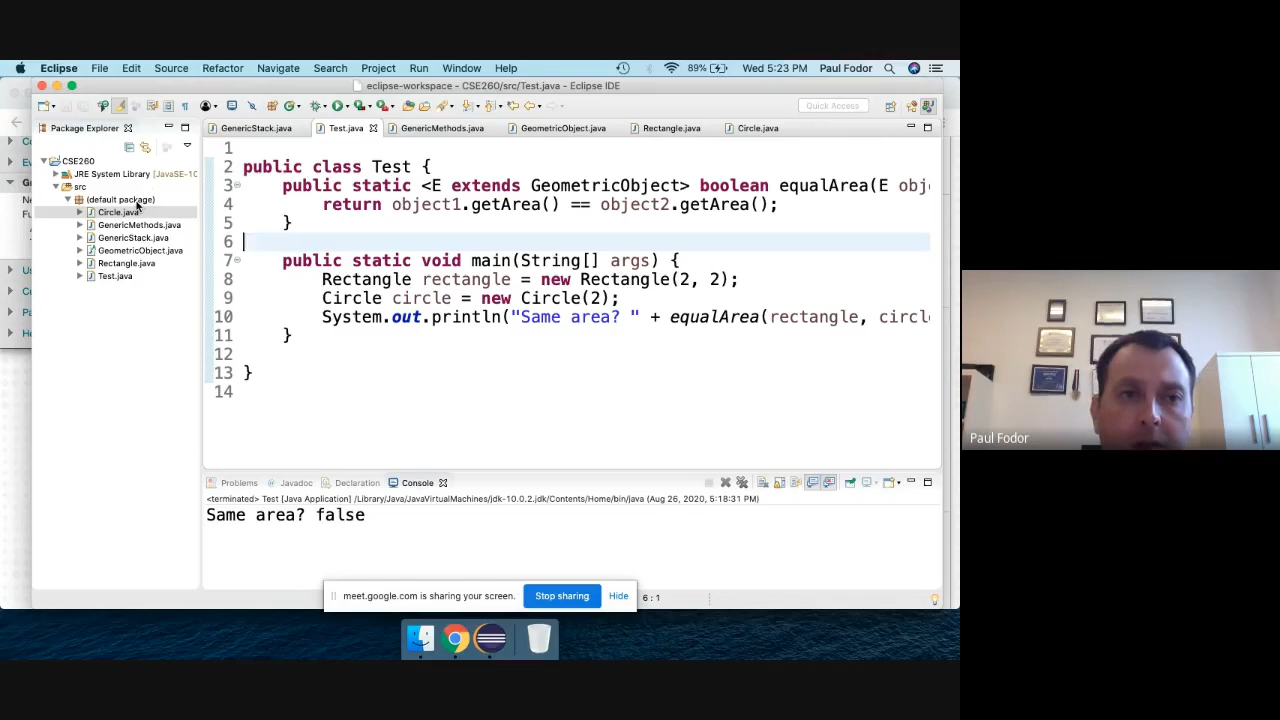 Eclipse File Edit Source Refactor Navigate Search Project Run Window Help 89% Wed 5:23 PM Paul Fodor
eclipse-workspace - CSE260/src/Test.java - Eclipse IDE
Quick Access
Package Explorer
GenericStack.java Test.java GenericMethods.java GeometricObject.java Rectangle.java Circle.java
CSE260
JRE System Library [JavaSE-10
src
(default package)
Circle.java
GenericMethods.java
GenericStack.java
GeometricObject.java
Rectangle.java
Test.java
1
2 public class Test {
3 public static <E extends GeometricObject> boolean equalArea(E obj
4 return object1.getArea() == object2.getArea();
5 }
6
7 public static void main(String[] args) {
8 Rectangle rectangle = new Rectangle(2, 2);
9 Circle circle = new Circle(2);
10 System.out.println("Same area? " + equalArea(rectangle, circl
11 }
12
13 }
14
Problems Javadoc Declaration Console
<terminated> Test [Java Application] /Library/Java/JavaVirtualMachines/jdk-10.0.2.jdk/Contents/Home/bin/java (Aug 26, 2020, 5:18:31 PM)
Same area? false
meet.google.com is sharing your screen. Stop sharing Hide
6 : 1
Paul Fodor